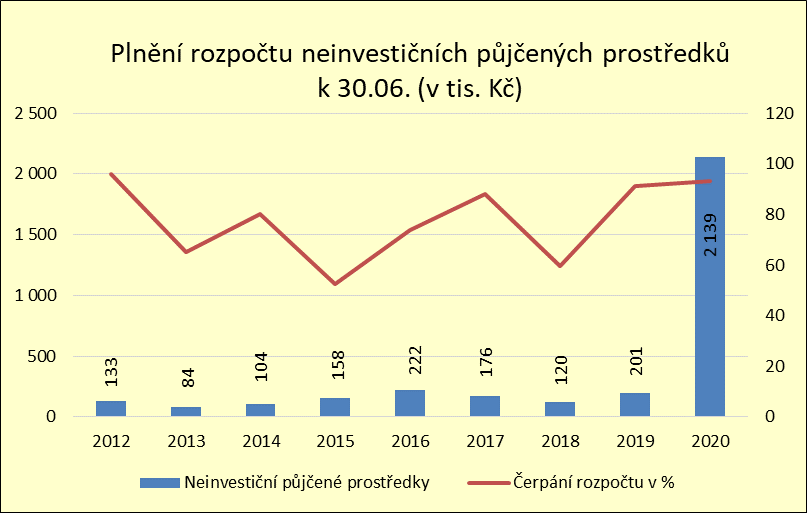 Plnění rozpočtu neinvestičních půjčených prostředků
k 30.06. (v tis. Kč)
2 500 120
2 000 100
1 500 80
1 000 60
500 40
0 20
0
133 84 104 158 222 176 120 201 2 139
2012 2013 2014 2015 2016 2017 2018 2019 2020
Neinvestiční půjčené prostředky Čerpání rozpočtu v %